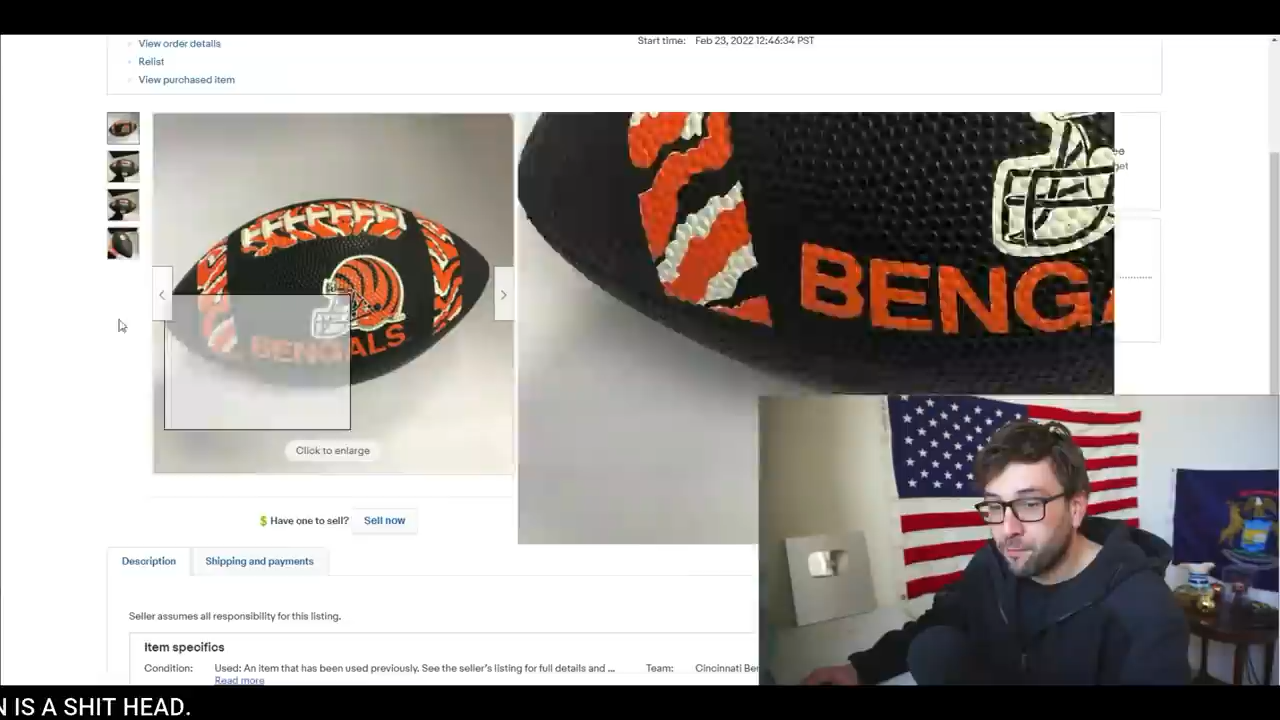 View order details
Start time: Feb 23, 2022 12:46:34 PST
Relist
View purchased item
BENGALS
BENGA
Click to enlarge
$ Have one to sell? Sell now
Description
Shipping and payments
Seller assumes all responsibility for this listing.
Item specifics
Condition: Used: An item that has been used previously. See the seller's listing for full details and ... Team: Cincinnati Ben
Read more
N IS A SHIT HEAD.